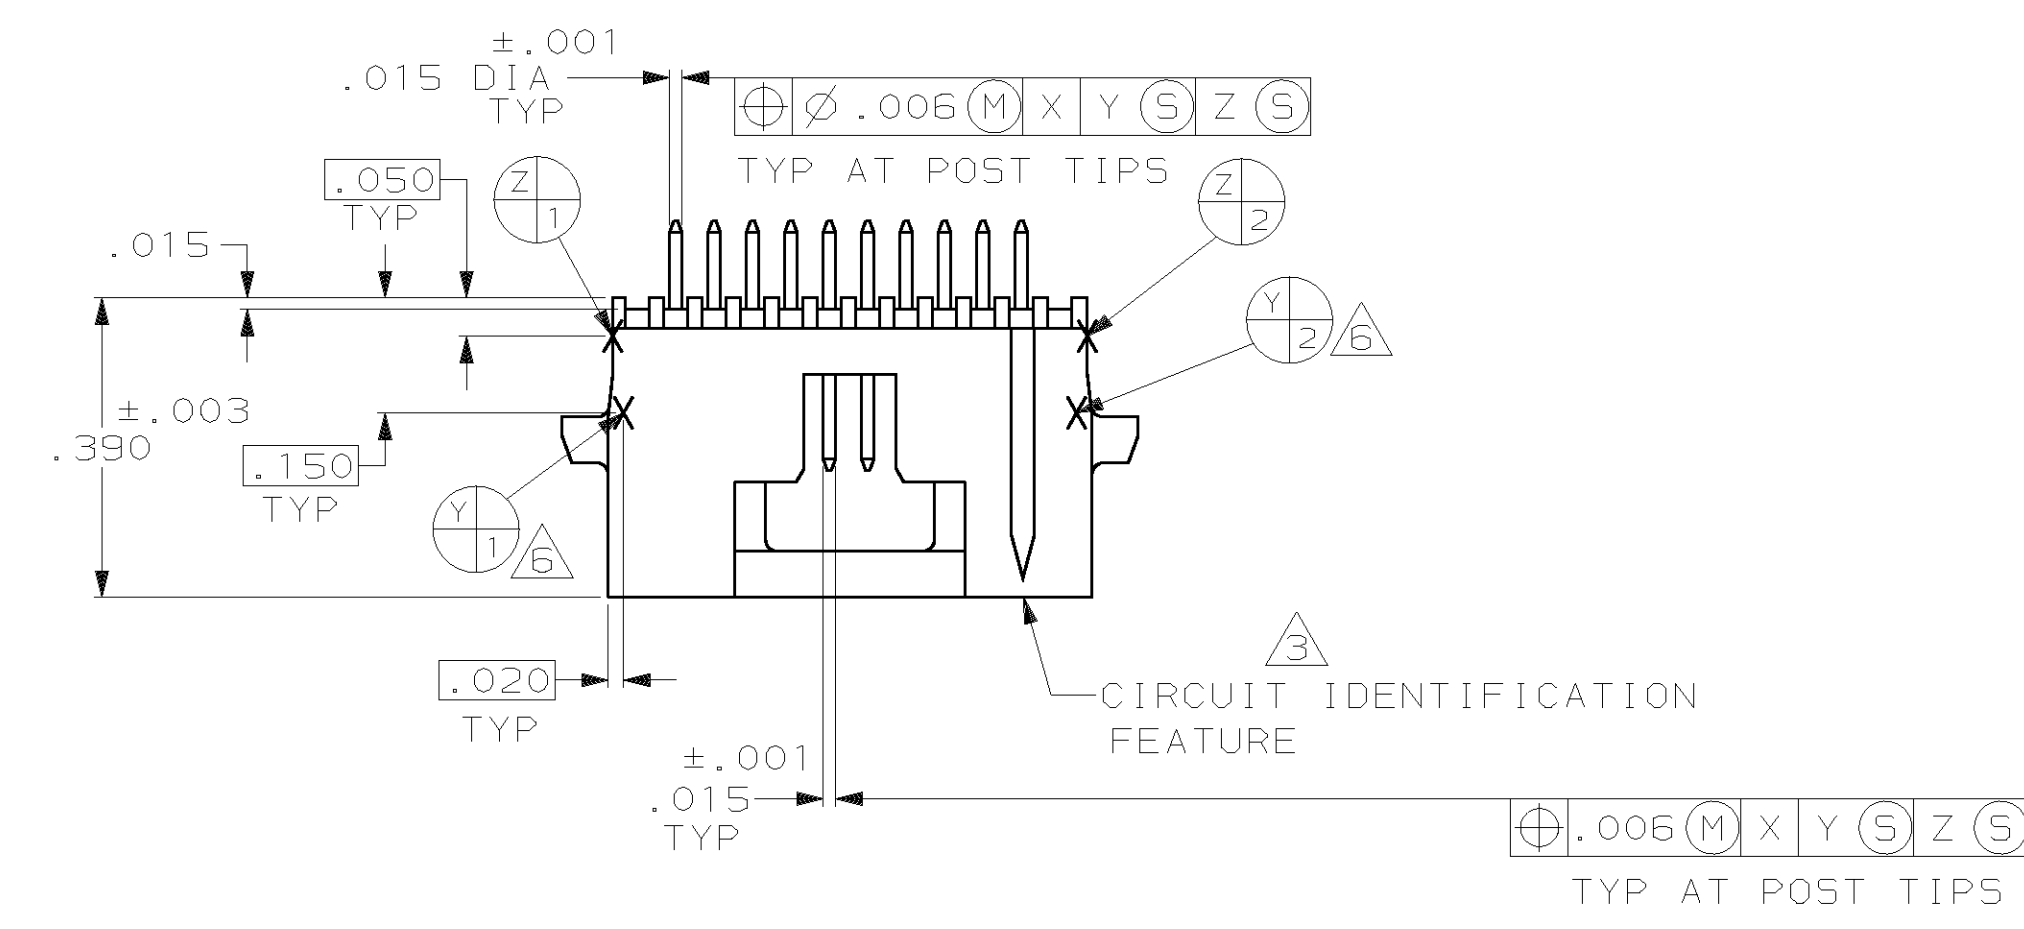 ±.001
.015 DIA
TYP
⌖ ⌀ .006 Ⓜ X Y Ⓢ Z Ⓢ
TYP AT POST TIPS
.050
TYP
Z
1
Z
2
.015
Y
2
6
±.003
.390
.150
TYP
Y
1
6
.020
TYP
3
CIRCUIT IDENTIFICATION
FEATURE
±.001
.015
TYP
⌖ .006 Ⓜ X Y Ⓢ Z Ⓢ
TYP AT POST TIPS